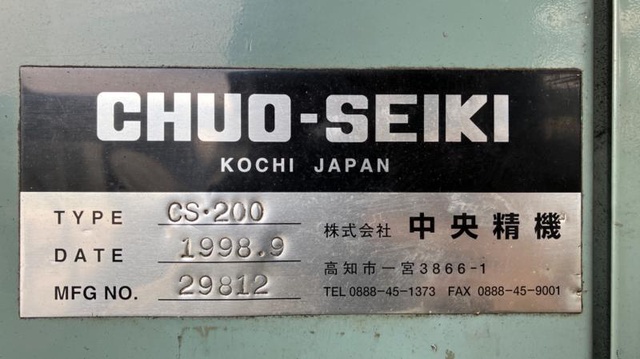 CHUO-SEIKI
KOCHI JAPAN
TYPE CS・200
DATE 1998.9
MFG NO. 29812
株式会社 中央精機
高知市一宮3866-1
TEL 0888-45-1373 FAX 0888-45-9001